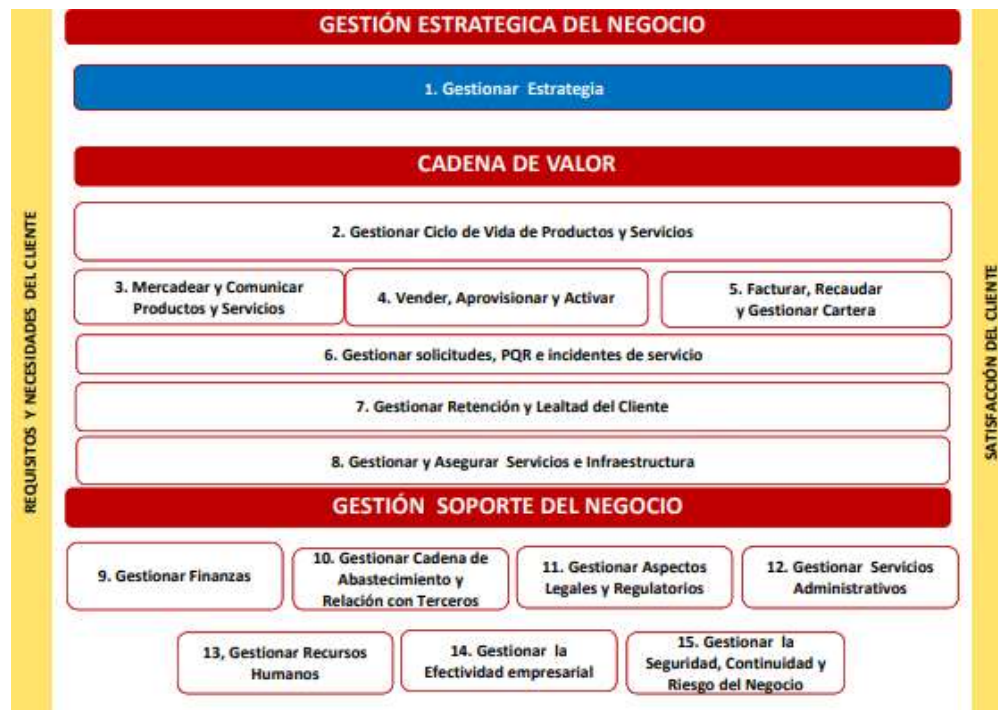 GESTIÓN ESTRATEGICA DEL NEGOCIO
1. Gestionar Estrategia
CADENA DE VALOR
REQUISITOS Y NECESIDADES DEL CLIENTE
2. Gestionar Ciclo de Vida de Productos y Servicios
3. Mercadear y Comunicar
Productos y Servicios
4. Vender, Aprovisionar y Activar
5. Facturar, Recaudar
y Gestionar Cartera
6. Gestionar solicitudes, PQR e incidentes de servicio
7. Gestionar Retención y Lealtad del Cliente
8. Gestionar y Asegurar Servicios e Infraestructura
SATISFACCIÓN DEL CLIENTE
GESTIÓN SOPORTE DEL NEGOCIO
9. Gestionar Finanzas
10. Gestionar Cadena de
Abastecimiento y
Relación con Terceros
11. Gestionar Aspectos
Legales y Regulatorios
12. Gestionar Servicios
Administrativos
13, Gestionar Recursos
Humanos
14. Gestionar la
Efectividad empresarial
15. Gestionar la
Seguridad, Continuidad y
Riesgo del Negocio